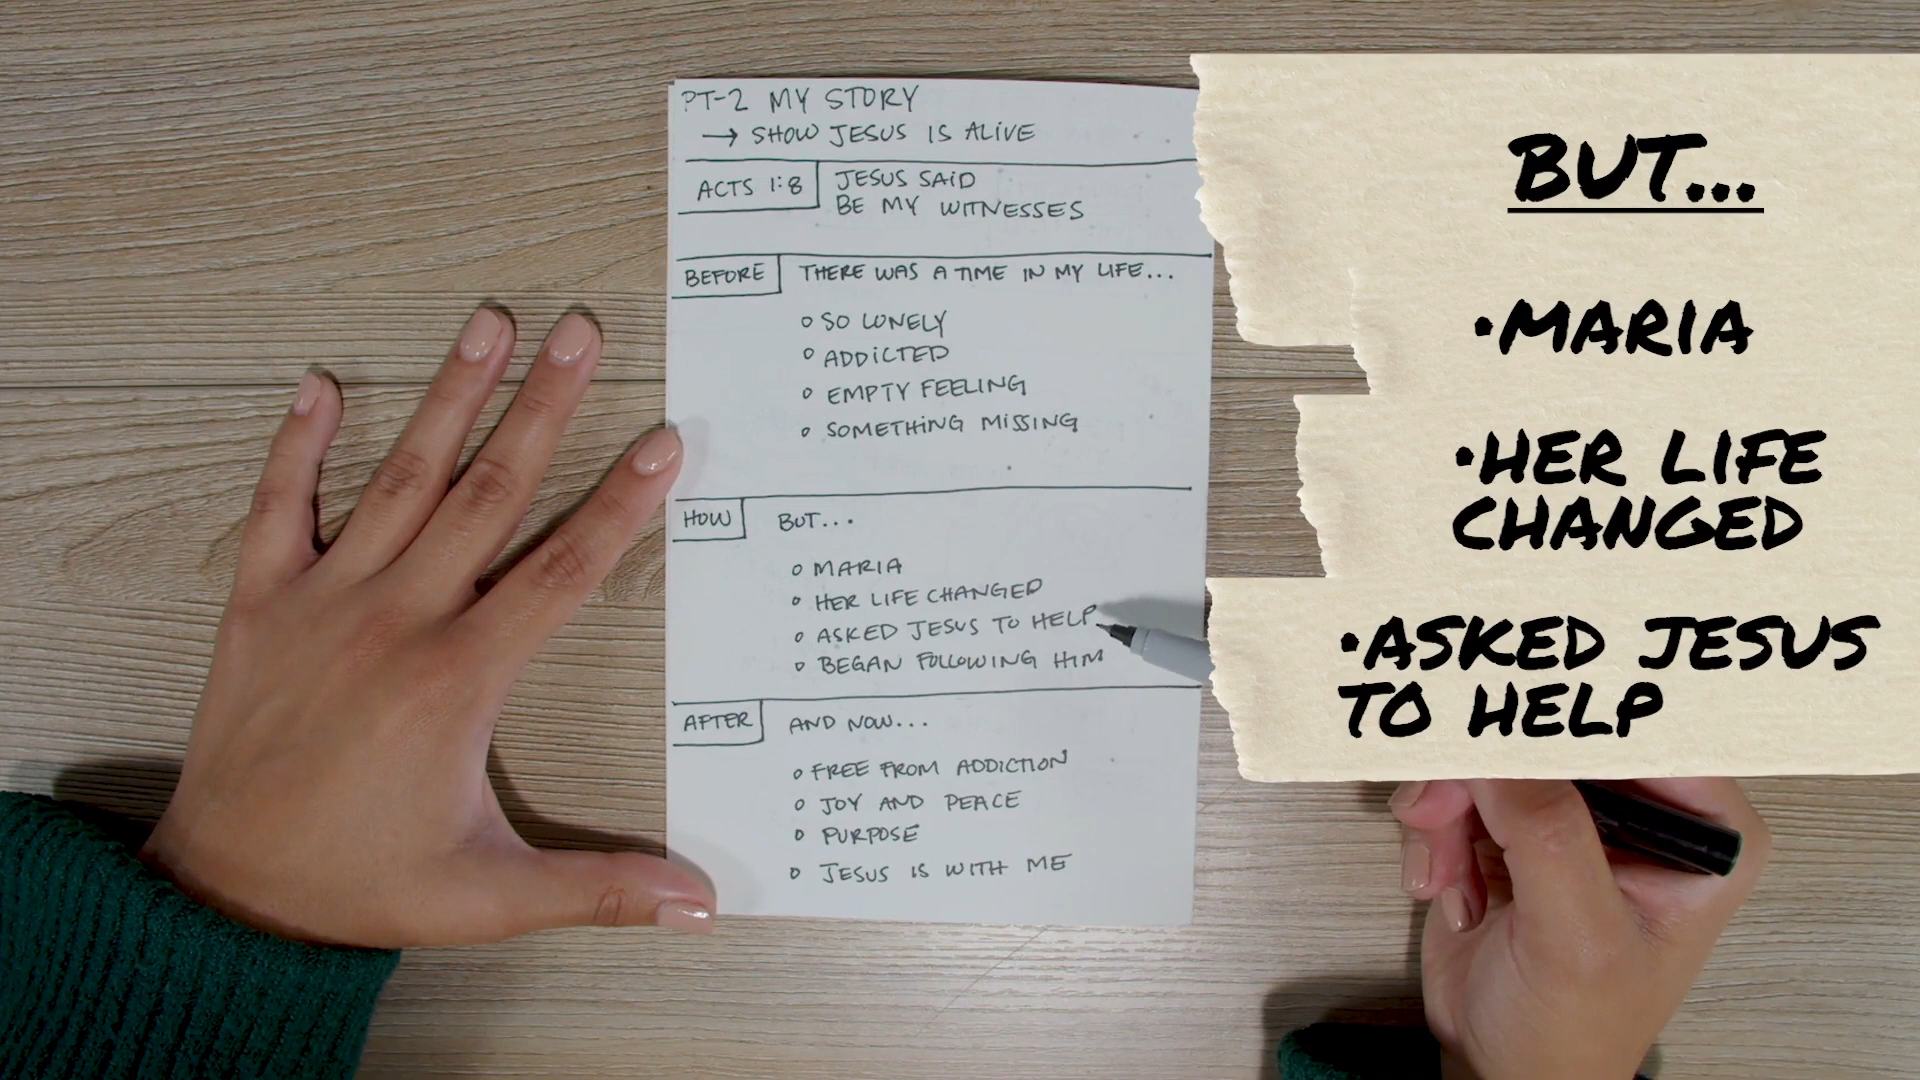 PT-2 MY STORY
→ SHOW JESUS IS ALIVE
ACTS 1:8
JESUS SAID
BE MY WITNESSES
BEFORE
THERE WAS A TIME IN MY LIFE...
o SO LONELY
o ADDICTED
o EMPTY FEELING
o SOMETHING MISSING
HOW
BUT...
o MARIA
o HER LIFE CHANGED
o ASKED JESUS TO HELP
o BEGAN FOLLOWING HIM
AFTER
AND NOW...
o FREE FROM ADDICTION
o JOY AND PEACE
o PURPOSE
o JESUS IS WITH ME
BUT...
•MARIA
•HER LIFE
CHANGED
•ASKED JESUS
TO HELP